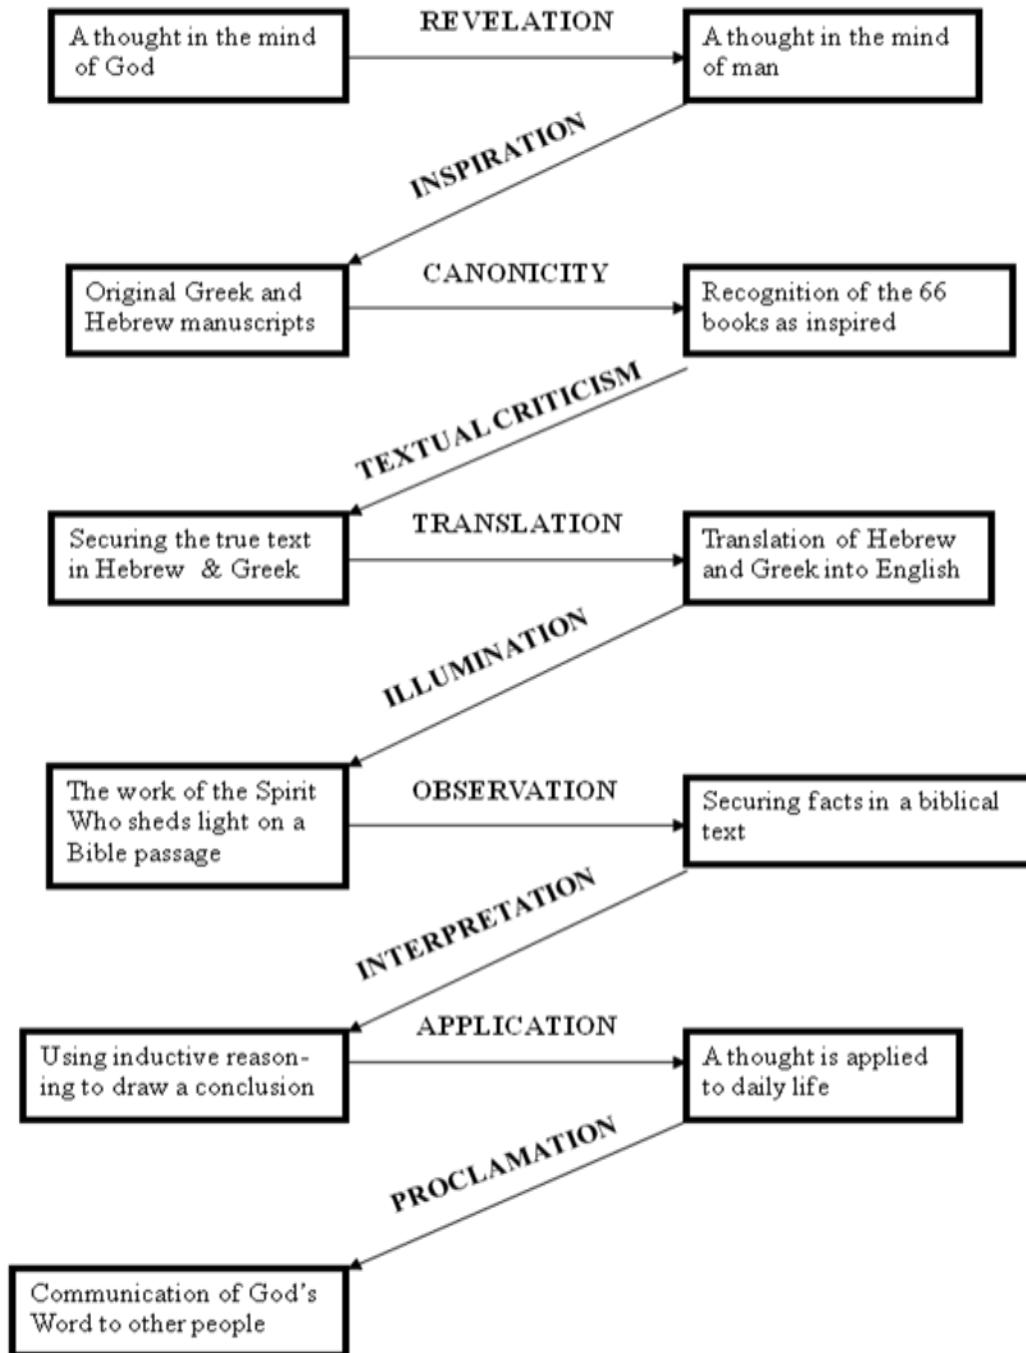 REVELATION
A thought in the mind
of God
A thought in the mind
of man
INSPIRATION
CANONICITY
Original Greek and
Hebrew manuscripts
Recognition of the 66
books as inspired
TEXTUAL CRITICISM
TRANSLATION
Securing the true text
in Hebrew & Greek
Translation of Hebrew
and Greek into English
ILLUMINATION
OBSERVATION
The work of the Spirit
Who sheds light on a
Bible passage
Securing facts in a biblical
text
INTERPRETATION
APPLICATION
Using inductive reason-
ing to draw a conclusion
A thought is applied
to daily life
PROCLAMATION
Communication of God's
Word to other people